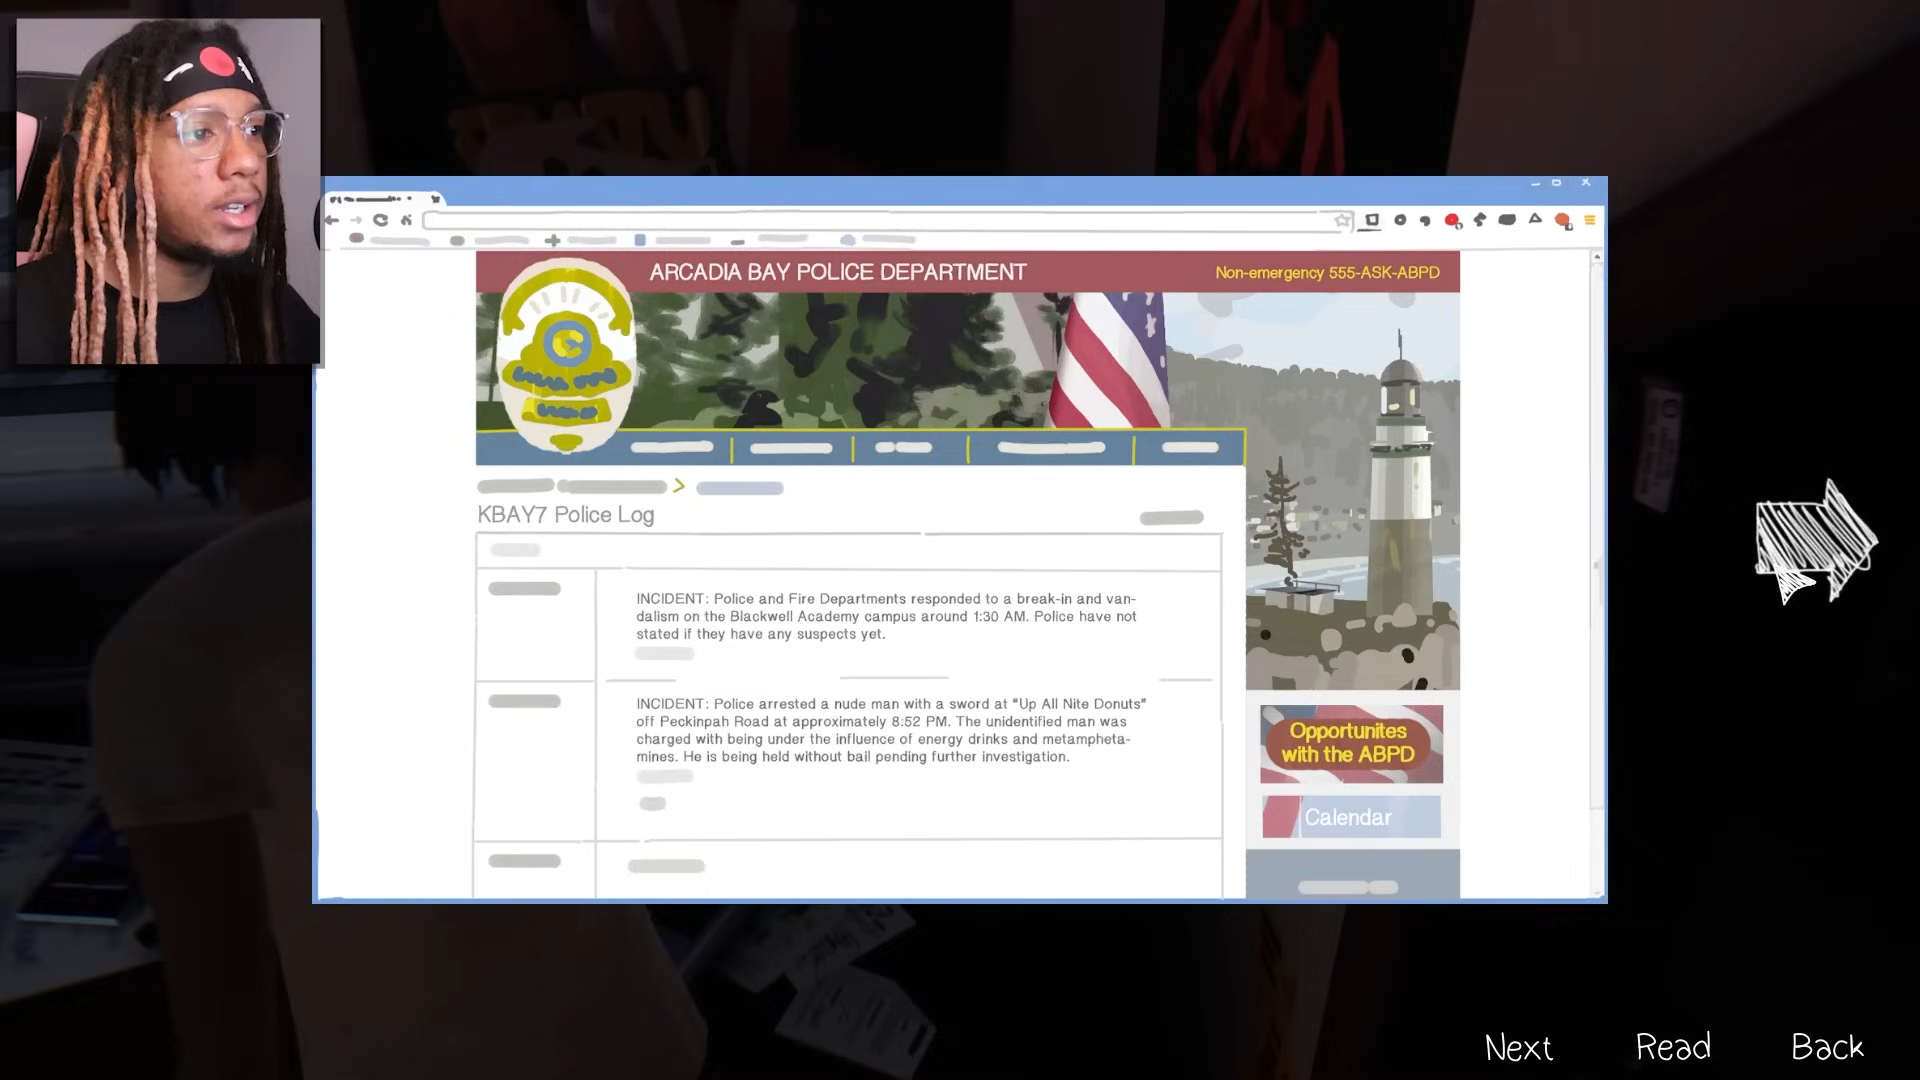 ARCADIA BAY POLICE DEPARTMENT
Non-emergency 555-ASK-ABPD
KBAY7 Police Log
INCIDENT: Police and Fire Departments responded to a break-in and van-
dalism on the Blackwell Academy campus around 1:30 AM. Police have not
stated if they have any suspects yet.
INCIDENT: Police arrested a nude man with a sword at "Up All Nite Donuts"
off Peckinpah Road at approximately 8:52 PM. The unidentified man was
charged with being under the influence of energy drinks and metampheta-
mines. He is being held without bail pending further investigation.
Opportunites
with the ABPD
Calendar
Next
Read
Back